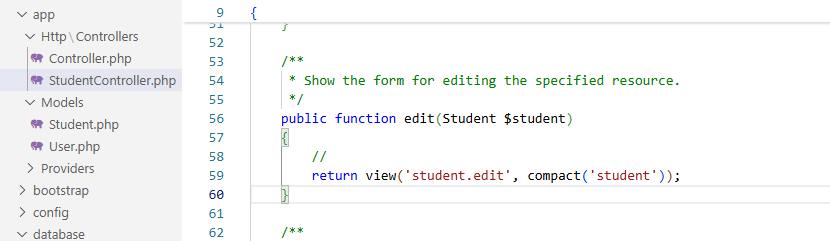 app
Http\Controllers
Controller.php
StudentController.php
Models
Student.php
User.php
Providers
bootstrap
config
database
9 {
51 }
52
53 /**
54 * Show the form for editing the specified resource.
55 */
56 public function edit(Student $student)
57 {
58 //
59 return view('student.edit', compact('student'));
60 }
61
62 /**